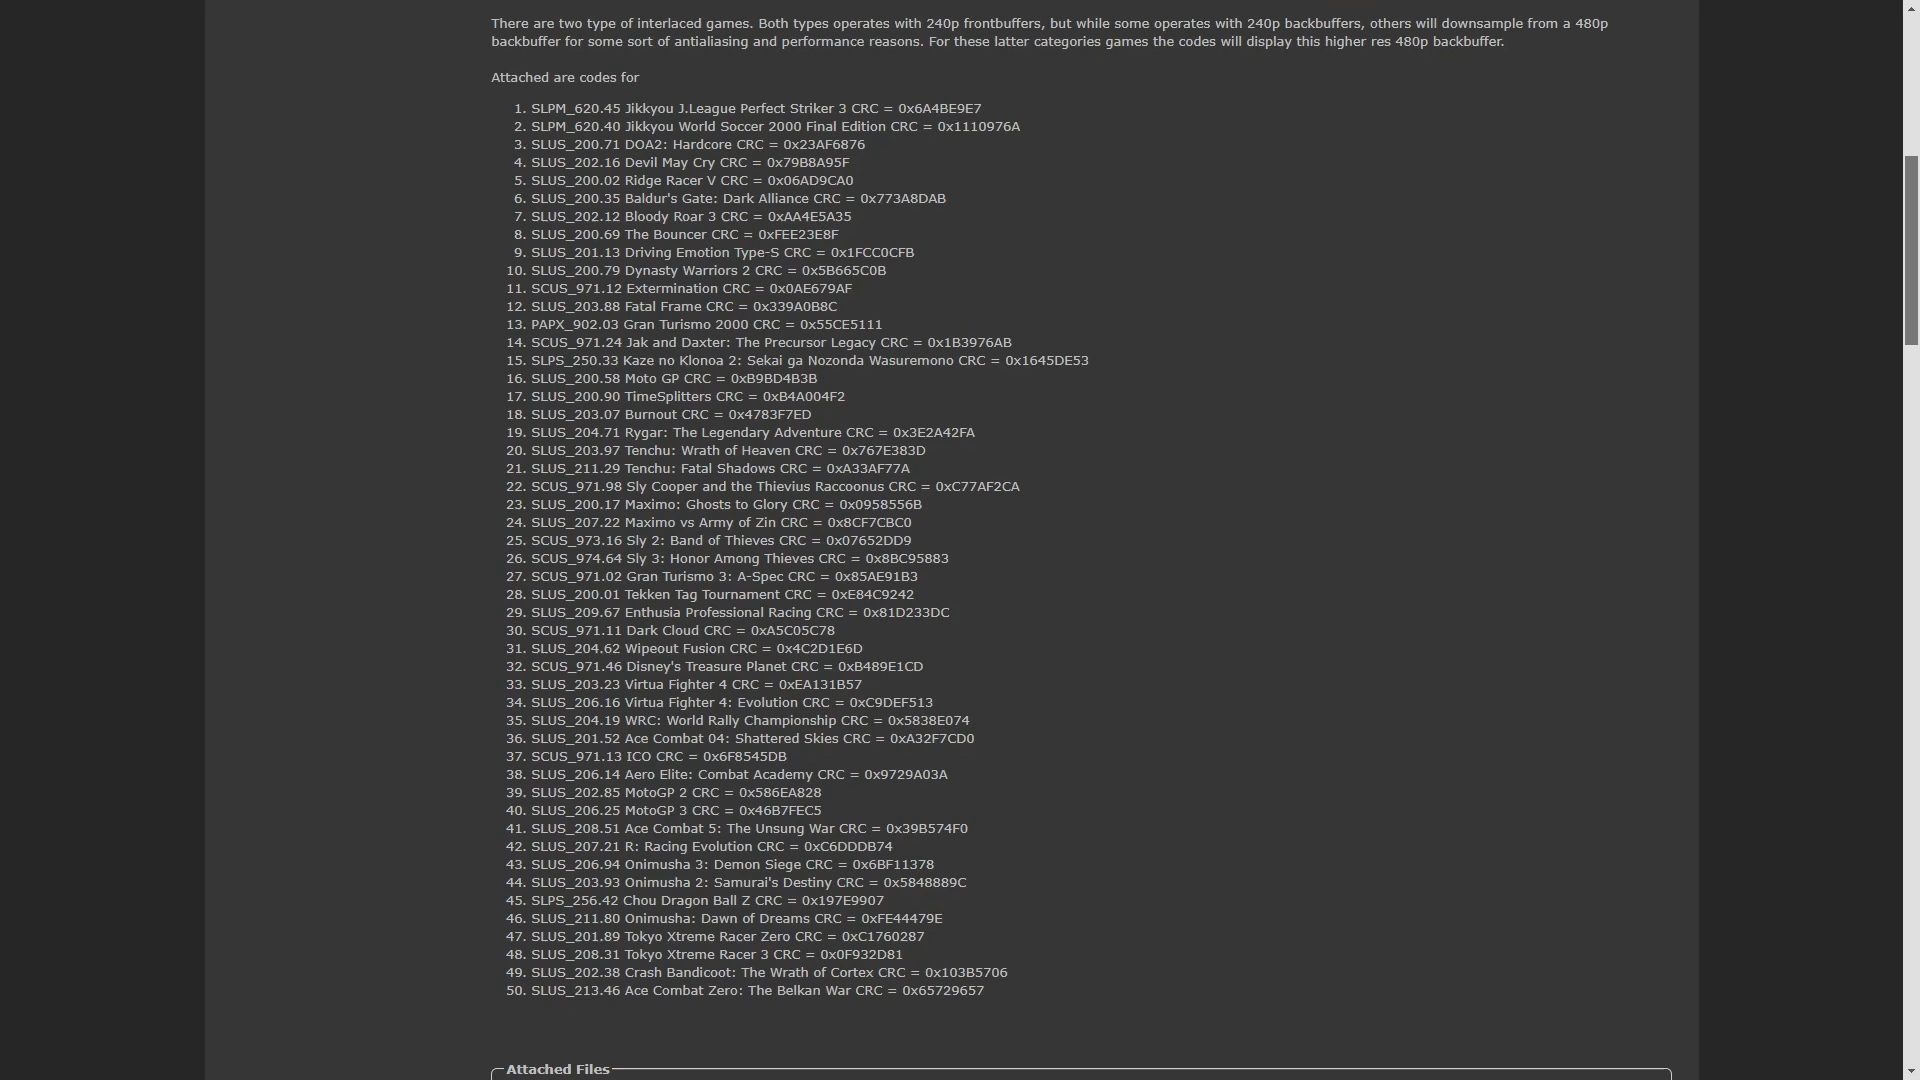 There are two type of interlaced games. Both types operates with 240p frontbuffers, but while some operates with 240p backbuffers, others will downsample from a 480p
backbuffer for some sort of antialiasing and performance reasons. For these latter categories games the codes will display this higher res 480p backbuffer.
Attached are codes for
1. SLPM_620.45 Jikkyou J.League Perfect Striker 3 CRC = 0x6A4BE9E7
2. SLPM_620.40 Jikkyou World Soccer 2000 Final Edition CRC = 0x1110976A
3. SLUS_200.71 DOA2: Hardcore CRC = 0x23AF6876
4. SLUS_202.16 Devil May Cry CRC = 0x79B8A95F
5. SLUS_200.02 Ridge Racer V CRC = 0x06AD9CA0
6. SLUS_200.35 Baldur's Gate: Dark Alliance CRC = 0x773A8DAB
7. SLUS_202.12 Bloody Roar 3 CRC = 0xAA4E5A35
8. SLUS_200.69 The Bouncer CRC = 0xFEE23E8F
9. SLUS_201.13 Driving Emotion Type-S CRC = 0x1FCC0CFB
10. SLUS_200.79 Dynasty Warriors 2 CRC = 0x5B665C0B
11. SCUS_971.12 Extermination CRC = 0x0AE679AF
12. SLUS_203.88 Fatal Frame CRC = 0x339A0B8C
13. PAPX_902.03 Gran Turismo 2000 CRC = 0x55CE5111
14. SCUS_971.24 Jak and Daxter: The Precursor Legacy CRC = 0x1B3976AB
15. SLPS_250.33 Kaze no Klonoa 2: Sekai ga Nozonda Wasuremono CRC = 0x1645DE53
16. SLUS_200.58 Moto GP CRC = 0xB9BD4B3B
17. SLUS_200.90 TimeSplitters CRC = 0xB4A004F2
18. SLUS_203.07 Burnout CRC = 0x4783F7ED
19. SLUS_204.71 Rygar: The Legendary Adventure CRC = 0x3E2A42FA
20. SLUS_203.97 Tenchu: Wrath of Heaven CRC = 0x767E383D
21. SLUS_211.29 Tenchu: Fatal Shadows CRC = 0xA33AF77A
22. SCUS_971.98 Sly Cooper and the Thievius Raccoonus CRC = 0xC77AF2CA
23. SLUS_200.17 Maximo: Ghosts to Glory CRC = 0x0958556B
24. SLUS_207.22 Maximo vs Army of Zin CRC = 0x8CF7CBC0
25. SCUS_973.16 Sly 2: Band of Thieves CRC = 0x07652DD9
26. SCUS_974.64 Sly 3: Honor Among Thieves CRC = 0x8BC95883
27. SCUS_971.02 Gran Turismo 3: A-Spec CRC = 0x85AE91B3
28. SLUS_200.01 Tekken Tag Tournament CRC = 0xE84C9242
29. SLUS_209.67 Enthusia Professional Racing CRC = 0x81D233DC
30. SCUS_971.11 Dark Cloud CRC = 0xA5C05C78
31. SLUS_204.62 Wipeout Fusion CRC = 0x4C2D1E6D
32. SCUS_971.46 Disney's Treasure Planet CRC = 0xB489E1CD
33. SLUS_203.23 Virtua Fighter 4 CRC = 0xEA131B57
34. SLUS_206.16 Virtua Fighter 4: Evolution CRC = 0xC9DEF513
35. SLUS_204.19 WRC: World Rally Championship CRC = 0x5838E074
36. SLUS_201.52 Ace Combat 04: Shattered Skies CRC = 0xA32F7CD0
37. SCUS_971.13 ICO CRC = 0x6F8545DB
38. SLUS_206.14 Aero Elite: Combat Academy CRC = 0x9729A03A
39. SLUS_202.85 MotoGP 2 CRC = 0x586EA828
40. SLUS_206.25 MotoGP 3 CRC = 0x46B7FEC5
41. SLUS_208.51 Ace Combat 5: The Unsung War CRC = 0x39B574F0
42. SLUS_207.21 R: Racing Evolution CRC = 0xC6DDDB74
43. SLUS_206.94 Onimusha 3: Demon Siege CRC = 0x6BF11378
44. SLUS_203.93 Onimusha 2: Samurai's Destiny CRC = 0x5848889C
45. SLPS_256.42 Chou Dragon Ball Z CRC = 0x197E9907
46. SLUS_211.80 Onimusha: Dawn of Dreams CRC = 0xFE44479E
47. SLUS_201.89 Tokyo Xtreme Racer Zero CRC = 0xC1760287
48. SLUS_208.31 Tokyo Xtreme Racer 3 CRC = 0x0F932D81
49. SLUS_202.38 Crash Bandicoot: The Wrath of Cortex CRC = 0x103B5706
50. SLUS_213.46 Ace Combat Zero: The Belkan War CRC = 0x65729657
Attached Files